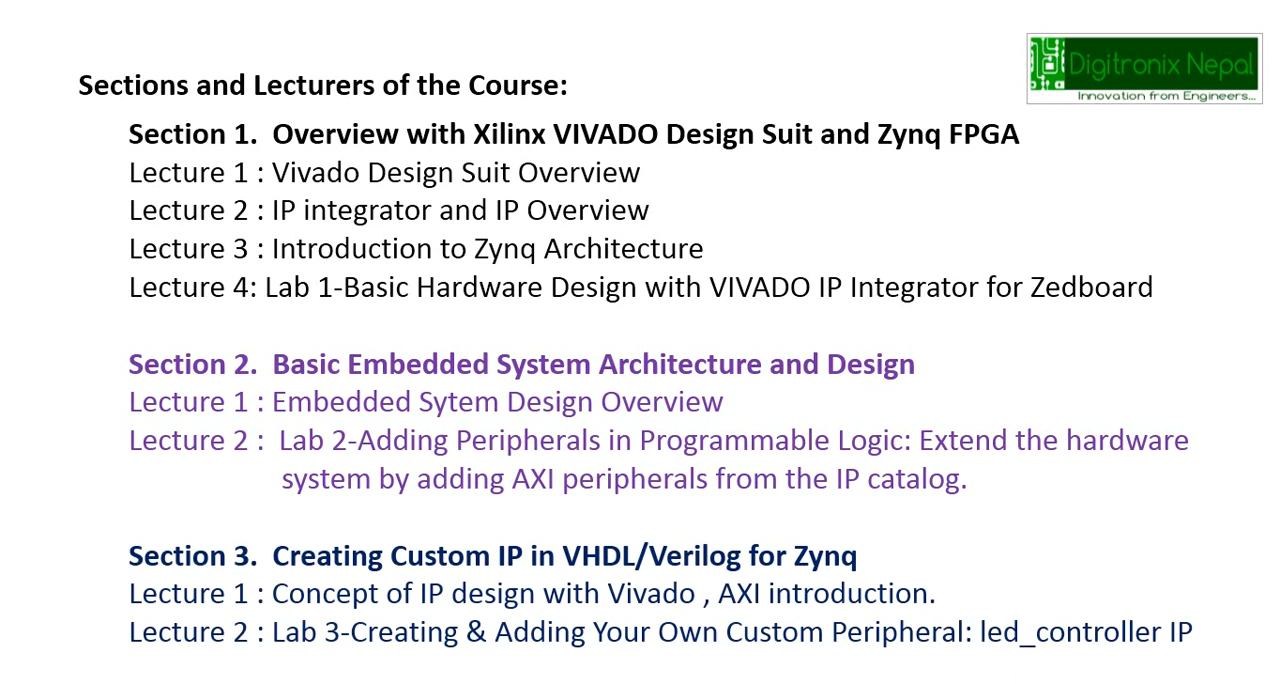 Digitronix Nepal
Innovation from Engineers...
Sections and Lecturers of the Course:
Section 1. Overview with Xilinx VIVADO Design Suit and Zynq FPGA
Lecture 1 : Vivado Design Suit Overview
Lecture 2 : IP integrator and IP Overview
Lecture 3 : Introduction to Zynq Architecture
Lecture 4: Lab 1-Basic Hardware Design with VIVADO IP Integrator for Zedboard
Section 2. Basic Embedded System Architecture and Design
Lecture 1 : Embedded Sytem Design Overview
Lecture 2 : Lab 2-Adding Peripherals in Programmable Logic: Extend the hardware
system by adding AXI peripherals from the IP catalog.
Section 3. Creating Custom IP in VHDL/Verilog for Zynq
Lecture 1 : Concept of IP design with Vivado , AXI introduction.
Lecture 2 : Lab 3-Creating & Adding Your Own Custom Peripheral: led_controller IP